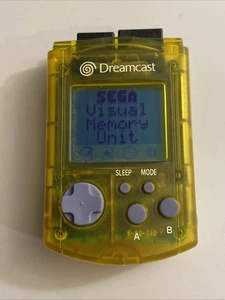 Dreamcast
SEGA
Visual
Memory
Unit
SLEEP MODE
A
B